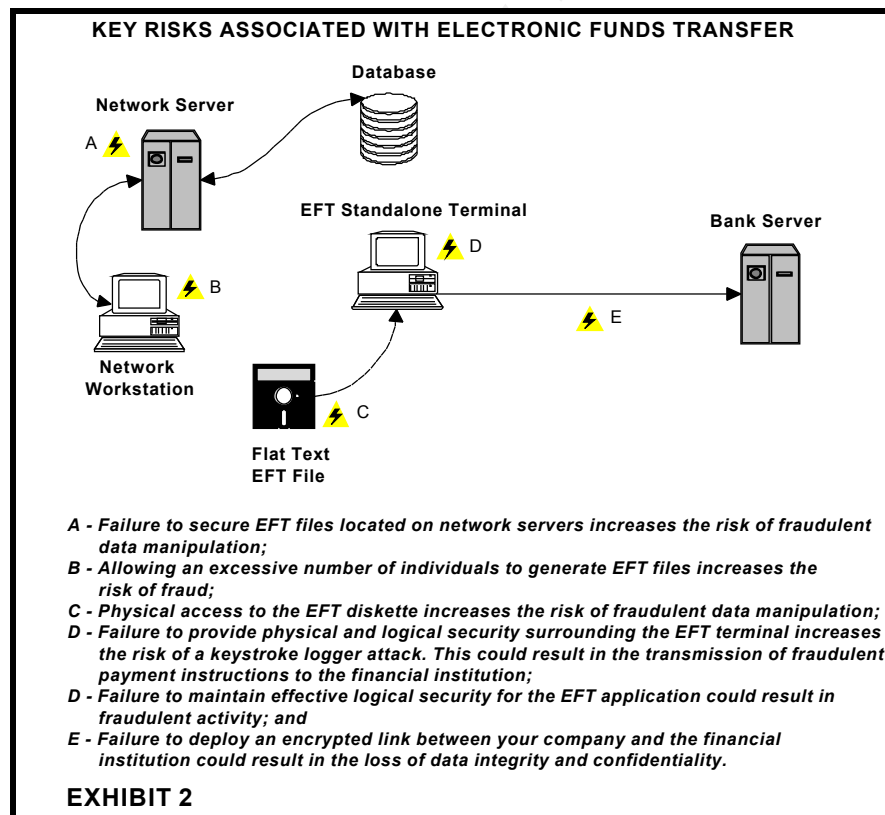 KEY RISKS ASSOCIATED WITH ELECTRONIC FUNDS TRANSFER
Database
Network Server
A
EFT Standalone Terminal
Bank Server
D
B
E
Network
Workstation
C
Flat Text
EFT File
A - Failure to secure EFT files located on network servers increases the risk of fraudulent
data manipulation;
B - Allowing an excessive number of individuals to generate EFT files increases the
risk of fraud;
C - Physical access to the EFT diskette increases the risk of fraudulent data manipulation;
D - Failure to provide physical and logical security surrounding the EFT terminal increases
the risk of a keystroke logger attack. This could result in the transmission of fraudulent
payment instructions to the financial institution;
D - Failure to maintain effective logical security for the EFT application could result in
fraudulent activity; and
E - Failure to deploy an encrypted link between your company and the financial
institution could result in the loss of data integrity and confidentiality.
EXHIBIT 2